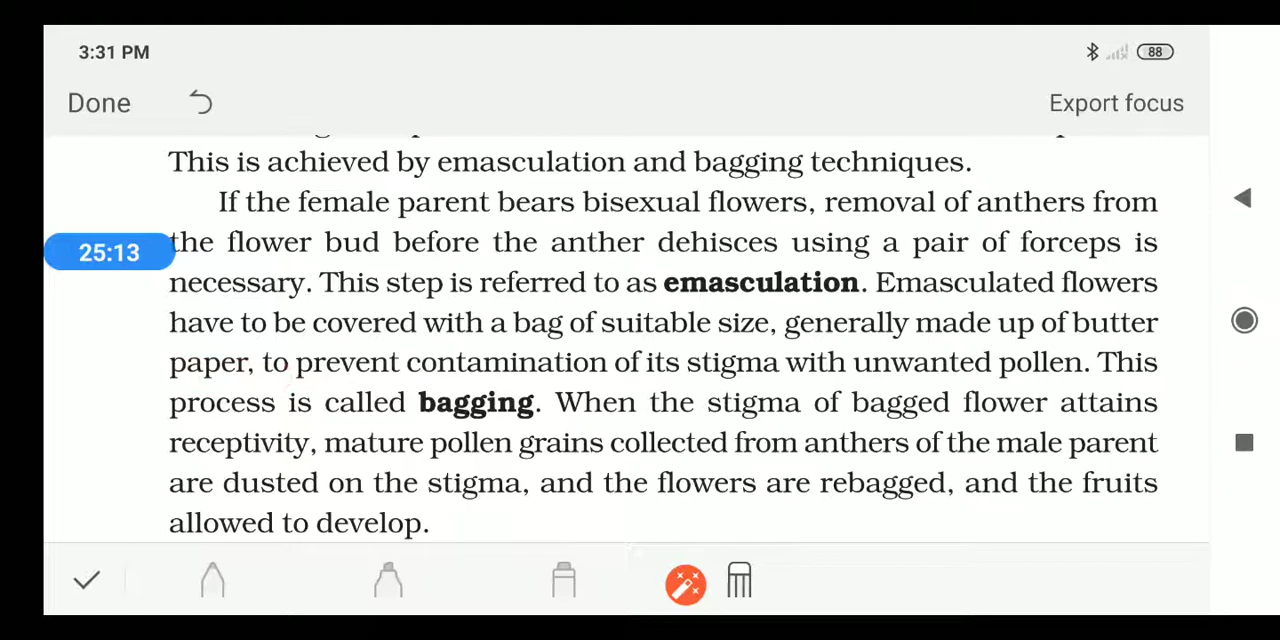 3:31 PM
88
Done
Export focus
This is achieved by emasculation and bagging techniques.
If the female parent bears bisexual flowers, removal of anthers from
25:13
the flower bud before the anther dehisces using a pair of forceps is
necessary. This step is referred to as emasculation. Emasculated flowers
have to be covered with a bag of suitable size, generally made up of butter
paper, to prevent contamination of its stigma with unwanted pollen. This
process is called bagging. When the stigma of bagged flower attains
receptivity, mature pollen grains collected from anthers of the male parent
are dusted on the stigma, and the flowers are rebagged, and the fruits
allowed to develop.